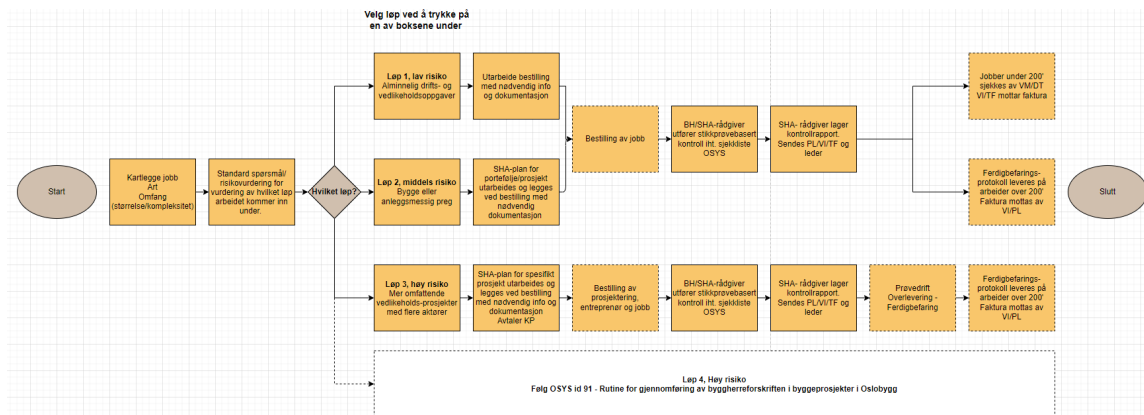 Velg løp ved å trykke på
en av boksene under
Start
Kartlegge jobb
Art
Omfang
(størrelse/kompleksitet)
Standard spørsmål/
risikovurdering for
vurdering av hvilket løp
arbeidet kommer inn
under.
Hvilket løp?
Løp 1, lav risiko
Alminnelig drifts- og
vedlikeholdsoppgaver
Utarbeide bestilling
med nødvendig info
og dokumentasjon
Løp 2, middels risiko
Bygge eller
anleggsmessig preg
SHA-plan for
portefølje/prosjekt
utarbeides og legges
ved bestilling med
nødvendig
dokumentasjon
Bestilling av jobb
BH/SHA-rådgiver
utfører stikkprøvebasert
kontroll iht. sjekkliste
OSYS
SHA- rådgiver lager
kontrollrapport.
Sendes PL/VI/TF og
leder
Jobber under 200'
sjekkes av VM/DT
VI/TF mottar faktura
Ferdigbefarings-
protokoll leveres på
arbeider over 200'
Faktura mottas av
VI/PL
Slutt
Løp 3, høy risiko
Mer omfattende
vedlikeholds-prosjekter
med flere aktører
SHA-plan for spesifikt
prosjekt utarbeides og
legges ved bestilling
med nødvendig info og
dokumentasjon
Avtaler KP
Bestilling av
prosjektering,
entreprenør og jobb
BH/SHA-rådgiver
utfører stikkprøvebasert
kontroll iht. sjekkliste
OSYS
SHA- rådgiver lager
kontrollrapport.
Sendes PL/VI/TF og
leder
Prøvedrift
Overlevering -
Ferdigbefaring
Ferdigbefarings-
protokoll leveres på
arbeider over 200'
Faktura mottas av
VI/PL
Løp 4, Høy risiko
Følg OSYS id 91 - Rutine for gjennomføring av byggherreforskriften i byggeprosjekter i Oslobygg